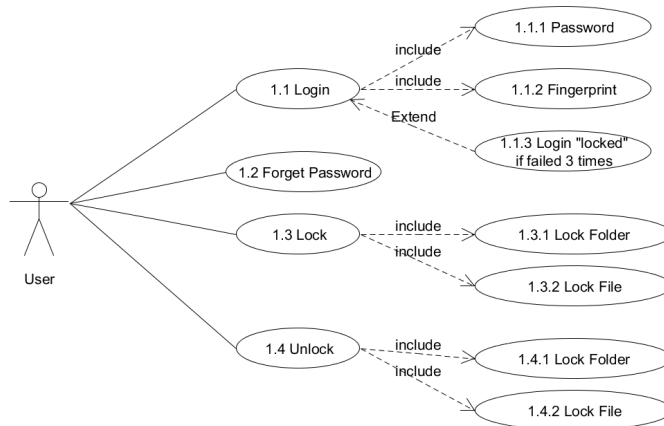 include
1.1.1 Password
1.1 Login
include
1.1.2 Fingerprint
Extend
1.1.3 Login "locked"
if failed 3 times
1.2 Forget Password
include
1.3 Lock
1.3.1 Lock Folder
include
User
1.3.2 Lock File
include
1.4 Unlock
1.4.1 Lock Folder
include
1.4.2 Lock File